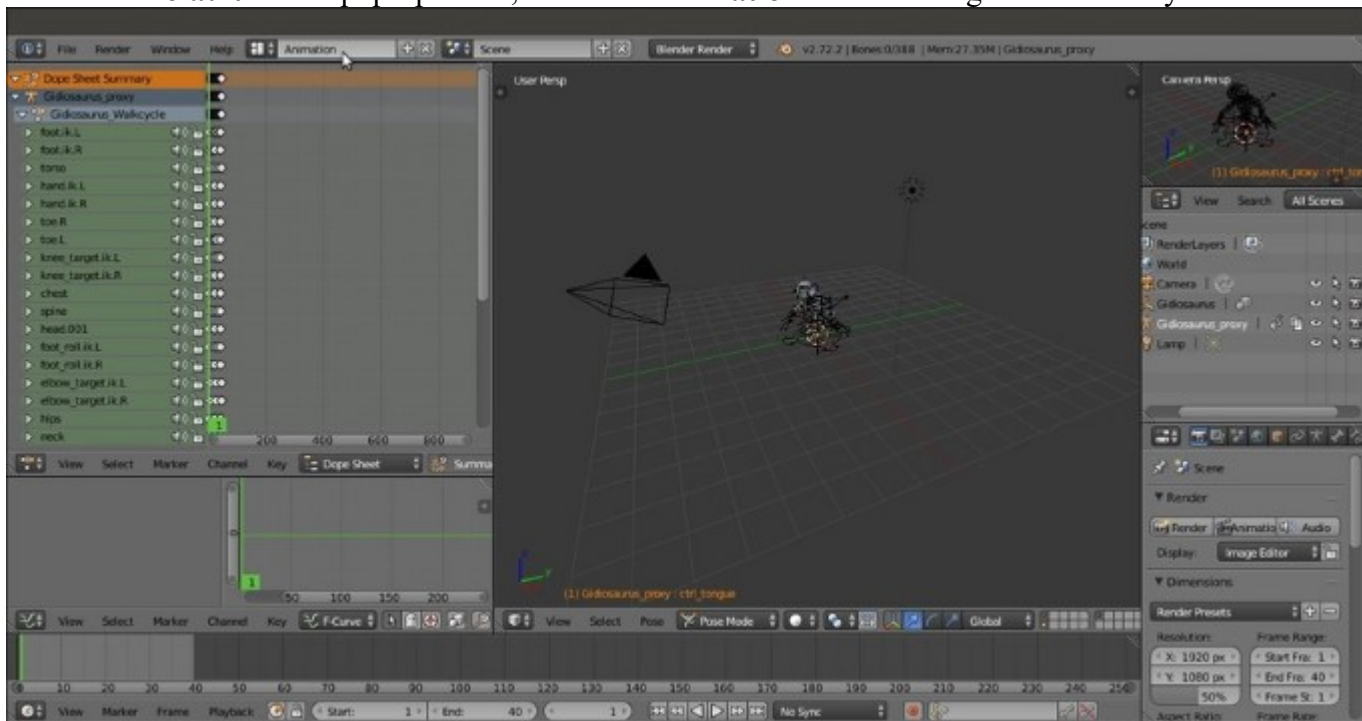 File Render Window Help Animation Scene Blender Render v2.72.2 | Bones:0/388 | Mem:27.35M | Gidiosaurus_proxy
Dope Sheet Summary
Gidiosaurus_proxy
Gidiosaurus_Walkcycle
foot.ik.L
foot.ik.R
torso
hand.ik.L
hand.ik.R
toe.R
toe.L
knee_target.ik.L
knee_target.ik.R
chest
spine
head.001
foot_roll.ik.L
foot_roll.ik.R
elbow_target.ik.L
elbow_target.ik.R
hips
neck
1
200 400 600 800
View Select Marker Channel Key Dope Sheet Summa
1
50 100 150 200
View Select Marker Channel Key F-Curve
User Persp
(1) Gidiosaurus_proxy : ctrl_tongue
View Select Pose Pose Mode Global
Camera Persp
(1) Gidiosaurus_proxy : ctrl_ton
View Search All Scenes
cene
RenderLayers
World
Camera
Gidiosaurus
Gidiosaurus_proxy
Lamp
Scene
Render
Render Animatio Audio
Display: Image Editor
Dimensions
Render Presets
Resolution: Frame Range:
X: 1920 px Start Fra: 1
Y: 1080 px End Fra: 40
50% Frame St: 1
Aspect Ratio: Frame Rate:
0 10 20 30 40 50 60 70 80 90 100 110 120 130 140 150 160 170 180 190 200 210 220 230 240 250
View Marker Frame Playback Start: 1 End: 40 1 No Sync